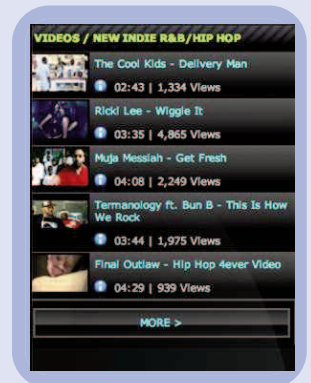 VIDEOS / NEW INDIE R&B/HIP HOP
The Cool Kids - Delivery Man
02:43 | 1,334 Views
Ricki Lee - Wiggle It
03:35 | 4,865 Views
Muja Messiah - Get Fresh
04:08 | 2,249 Views
Termanology ft. Bun B - This Is How
We Rock
03:44 | 1,975 Views
Final Outlaw - Hip Hop 4ever Video
04:29 | 939 Views
MORE >